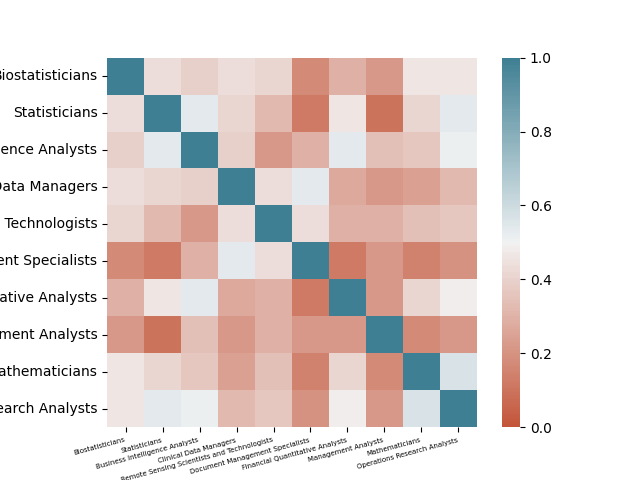 Biostatisticians
Statisticians
ence Analysts
Data Managers
Technologists
ent Specialists
ative Analysts
ment Analysts
athematicians
earch Analysts
1.0
0.8
0.6
0.4
0.2
0.0
Biostatisticians
Statisticians
Business Intelligence Analysts
Clinical Data Managers
Remote Sensing Scientists and Technologists
Document Management Specialists
Financial Quantitative Analysts
Management Analysts
Mathematicians
Operations Research Analysts